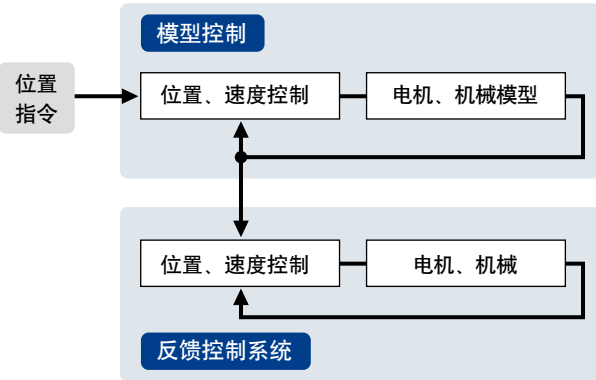 模型控制
位置
指令
位置、速度控制
电机、机械模型
位置、速度控制
电机、机械
反馈控制系统